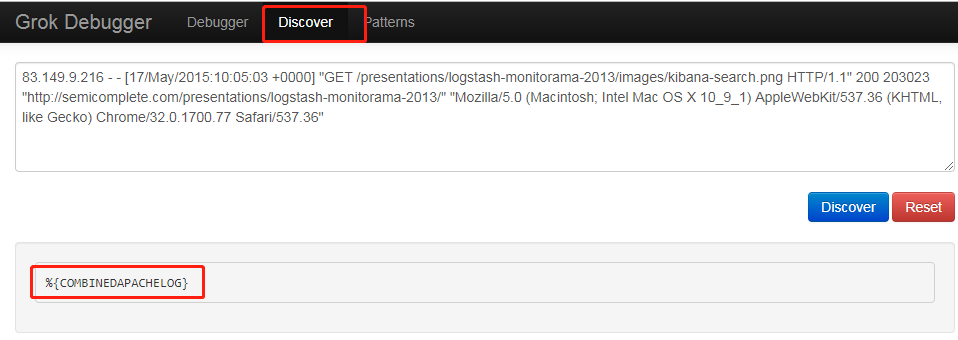 Grok Debugger Debugger Discover Patterns
83.149.9.216 - - [17/May/2015:10:05:03 +0000] "GET /presentations/logstash-monitorama-2013/images/kibana-search.png HTTP/1.1" 200 203023
"http://semicomplete.com/presentations/logstash-monitorama-2013/" "Mozilla/5.0 (Macintosh; Intel Mac OS X 10_9_1) AppleWebKit/537.36 (KHTML,
like Gecko) Chrome/32.0.1700.77 Safari/537.36"
Discover Reset
%{COMBINEDAPACHELOG}